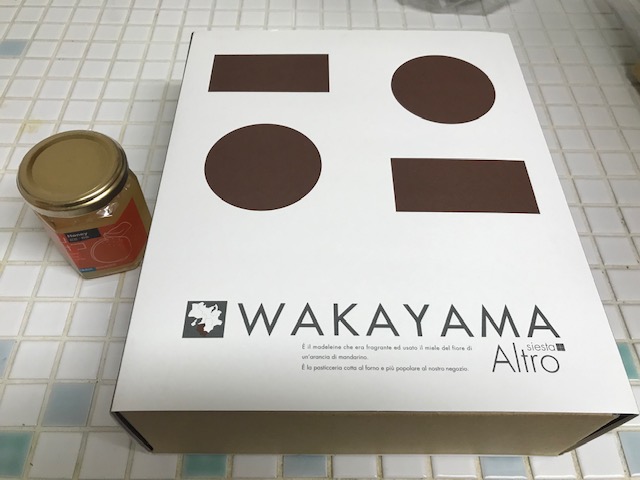 WAKAYAMA
siesta
Altro
È il madeleine che era fragrante ed usato il miele del fiore di
un'arancia di mandarino.
È la pasticceria cotta al forno e più popolare al nostro negozio.
Honey